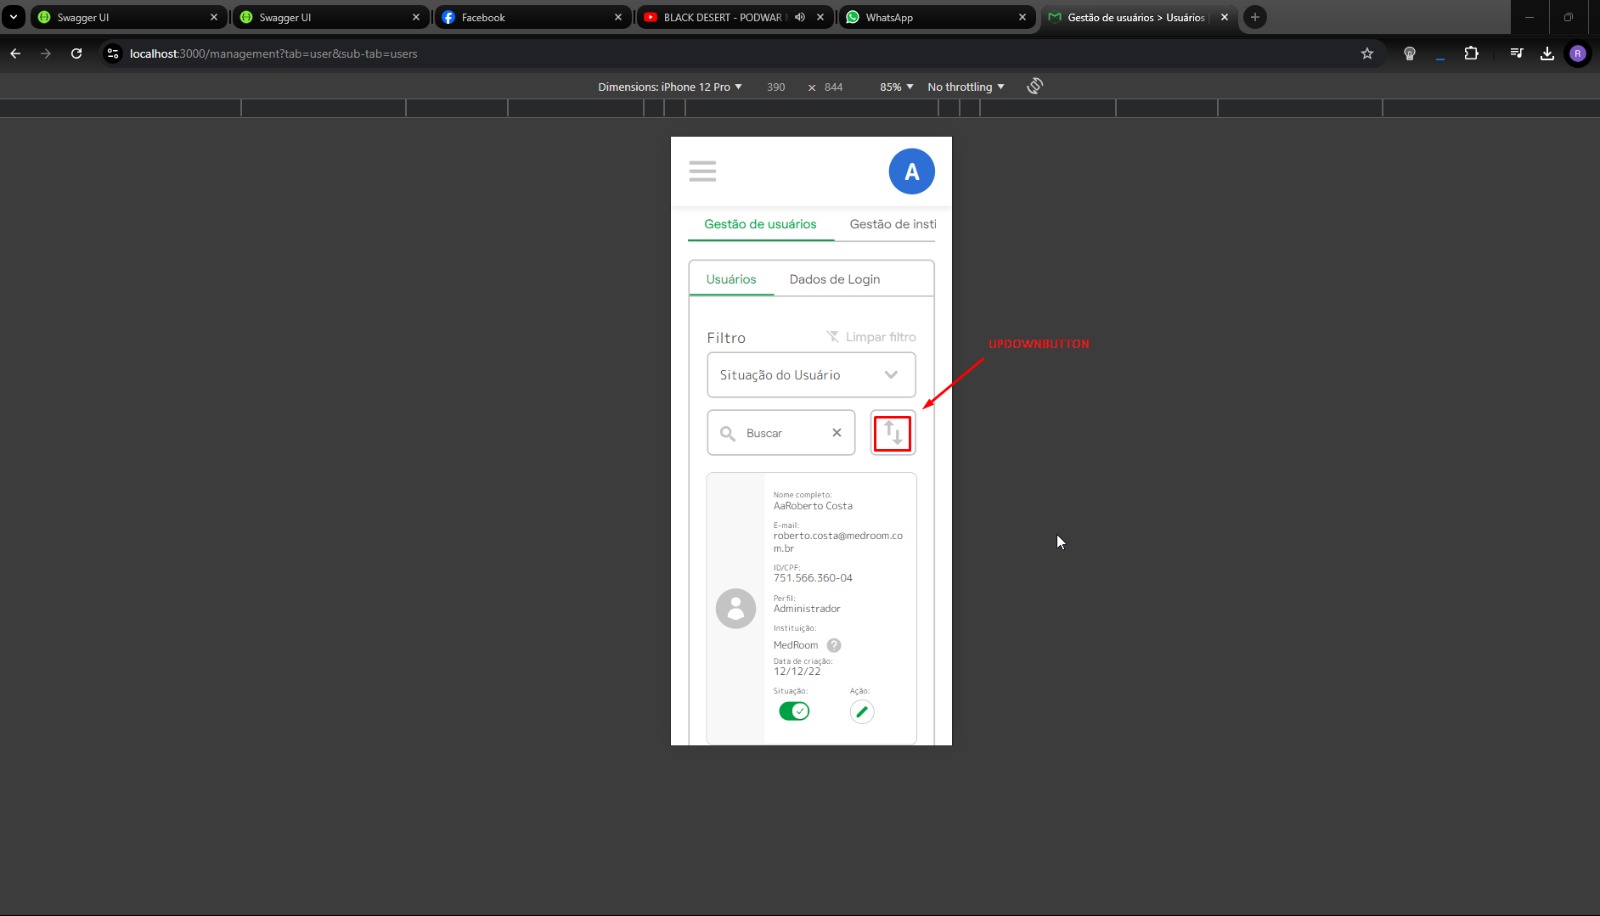 Swagger UI
Swagger UI
Facebook
BLACK DESERT - PODWAR
WhatsApp
Gestão de usuários > Usuários
localhost:3000/management?tab=user&sub-tab=users
R
Dimensions: iPhone 12 Pro 390 × 844 85% No throttling
A
Gestão de usuários Gestão de insti
Usuários Dados de Login
Filtro Limpar filtro
UPDOWNBUTTON
Situação do Usuário
Buscar
Nome completo:
AaRoberto Costa
E-mail:
roberto.costa@medroom.co
m.br
ID/CPF:
751.566.360-04
Perfil:
Administrador
Instituição:
MedRoom ?
Data de criação:
12/12/22
Situação: Ação: